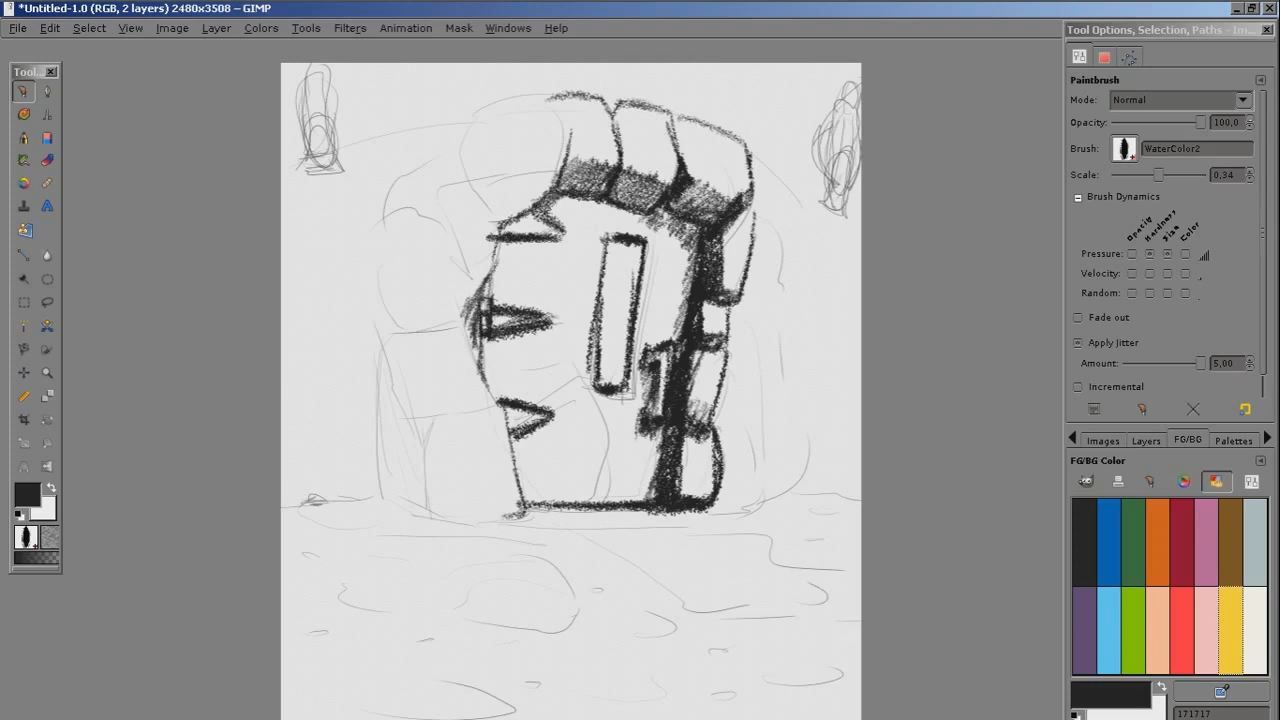 *Untitled-1.0 (RGB, 2 layers) 2480x3508 – GIMP
File Edit Select View Image Layer Colors Tools Filters Animation Mask Windows Help
Tool...
Tool Options, Selection, Paths - Im...
Paintbrush
Mode: Normal
Opacity: 100,0
Brush: WaterColor2
Scale: 0,34
Brush Dynamics
Opacity Hardness Size Color
Pressure:
Velocity:
Random:
Fade out
Apply Jitter
Amount: 5,00
Incremental
Images Layers FG/BG Palettes
FG/BG Color
171717